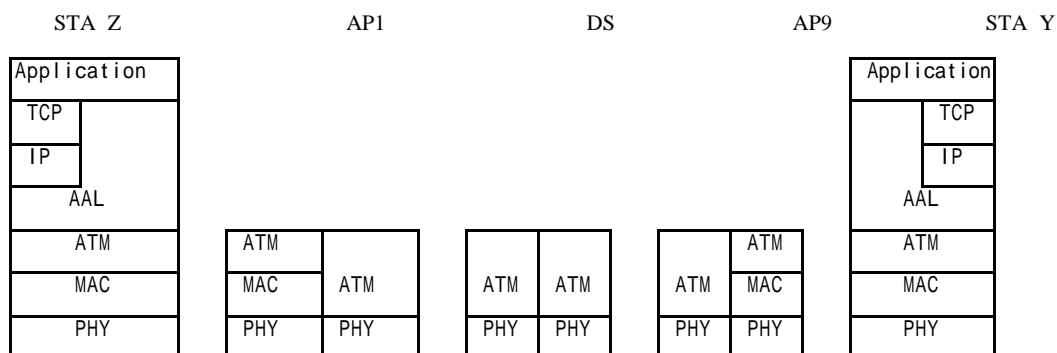 STA Z AP1 DS AP9 STA Y
Application Application
TCP TCP
IP IP
AAL AAL
ATM ATM ATM ATM
MAC MAC ATM ATM ATM ATM MAC MAC
PHY PHY PHY PHY PHY PHY PHY PHY